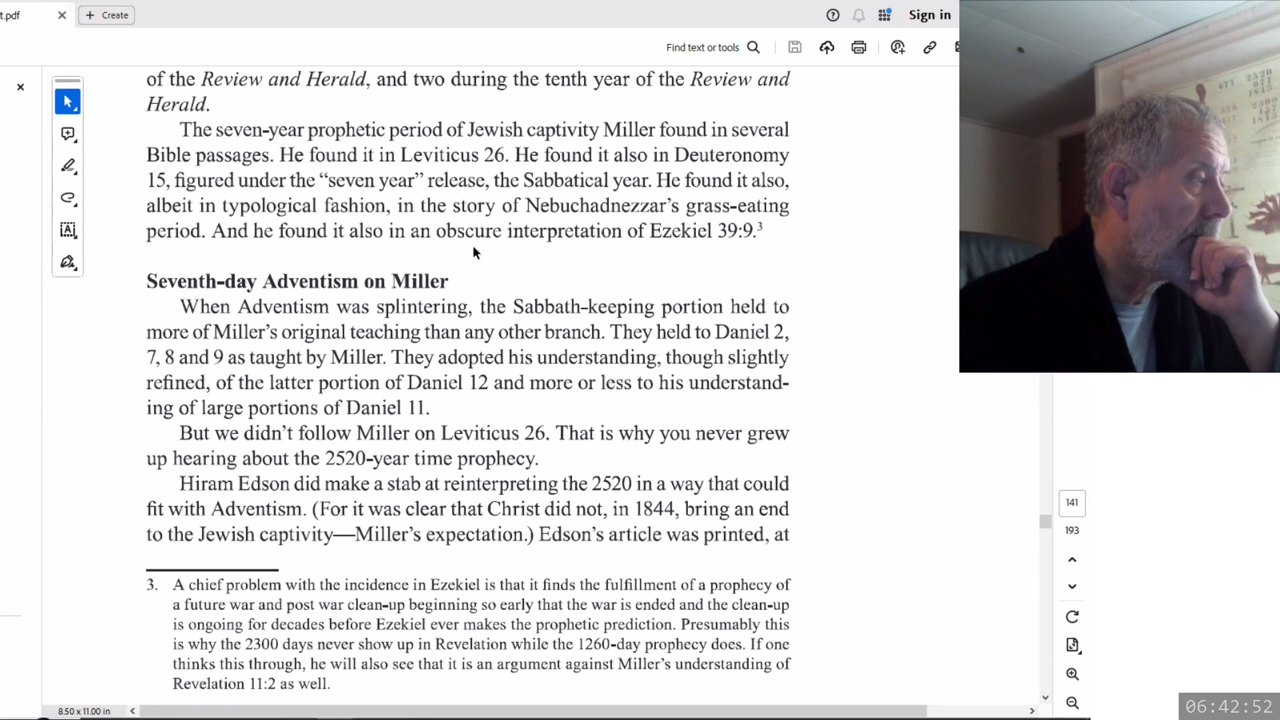 t.pdf
Create
Sign in
Find text or tools
of the Review and Herald, and two during the tenth year of the Review and
Herald.
The seven-year prophetic period of Jewish captivity Miller found in several
Bible passages. He found it in Leviticus 26. He found it also in Deuteronomy
15, figured under the “seven year” release, the Sabbatical year. He found it also,
albeit in typological fashion, in the story of Nebuchadnezzar’s grass-eating
period. And he found it also in an obscure interpretation of Ezekiel 39:9.3
Seventh-day Adventism on Miller
When Adventism was splintering, the Sabbath-keeping portion held to
more of Miller’s original teaching than any other branch. They held to Daniel 2,
7, 8 and 9 as taught by Miller. They adopted his understanding, though slightly
refined, of the latter portion of Daniel 12 and more or less to his understand-
ing of large portions of Daniel 11.
But we didn’t follow Miller on Leviticus 26. That is why you never grew
up hearing about the 2520-year time prophecy.
Hiram Edson did make a stab at reinterpreting the 2520 in a way that could
fit with Adventism. (For it was clear that Christ did not, in 1844, bring an end
to the Jewish captivity—Miller’s expectation.) Edson’s article was printed, at
3. A chief problem with the incidence in Ezekiel is that it finds the fulfillment of a prophecy of
a future war and post war clean-up beginning so early that the war is ended and the clean-up
is ongoing for decades before Ezekiel ever makes the prophetic prediction. Presumably this
is why the 2300 days never show up in Revelation while the 1260-day prophecy does. If one
thinks this through, he will also see that it is an argument against Miller’s understanding of
Revelation 11:2 as well.
141
193
8.50 x 11.00 in
677
2520
1843
06:42:52